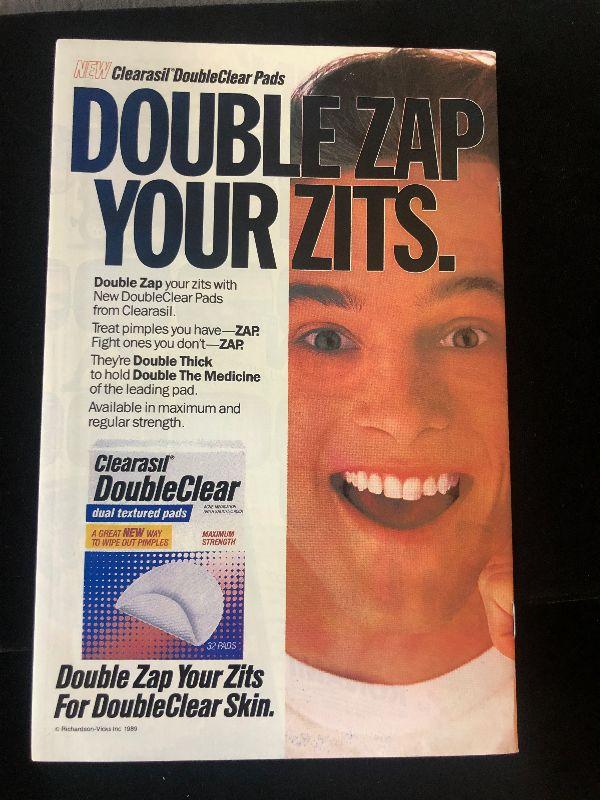 NEW Clearasil® DoubleClear Pads
DOUBLE ZAP
YOUR ZITS.
Double Zap your zits with
New DoubleClear Pads
from Clearasil.
Treat pimples you have—ZAP.
Fight ones you don't—ZAP.
They're Double Thick
to hold Double The Medicine
of the leading pad.
Available in maximum and
regular strength.
Clearasil®
DoubleClear
dual textured pads
ACNE MEDICATION
A GREAT NEW WAY
TO WIPE OUT PIMPLES
MAXIMUM
STRENGTH
32 PADS
Double Zap Your Zits
For DoubleClear Skin.
© Richardson-Vicks Inc 1989